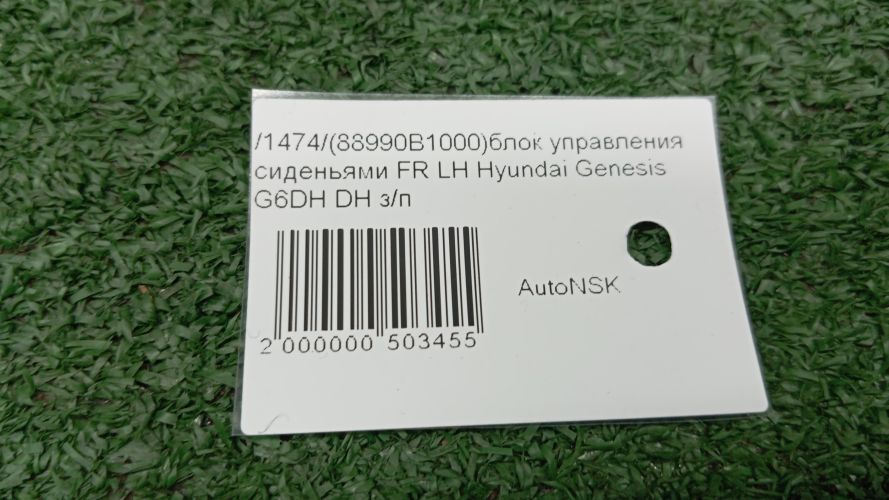 /1474/(88990B1000)блок управления
сиденьями FR LH Hyundai Genesis
G6DH DH з/п
AutoNSK
2 000000 503455